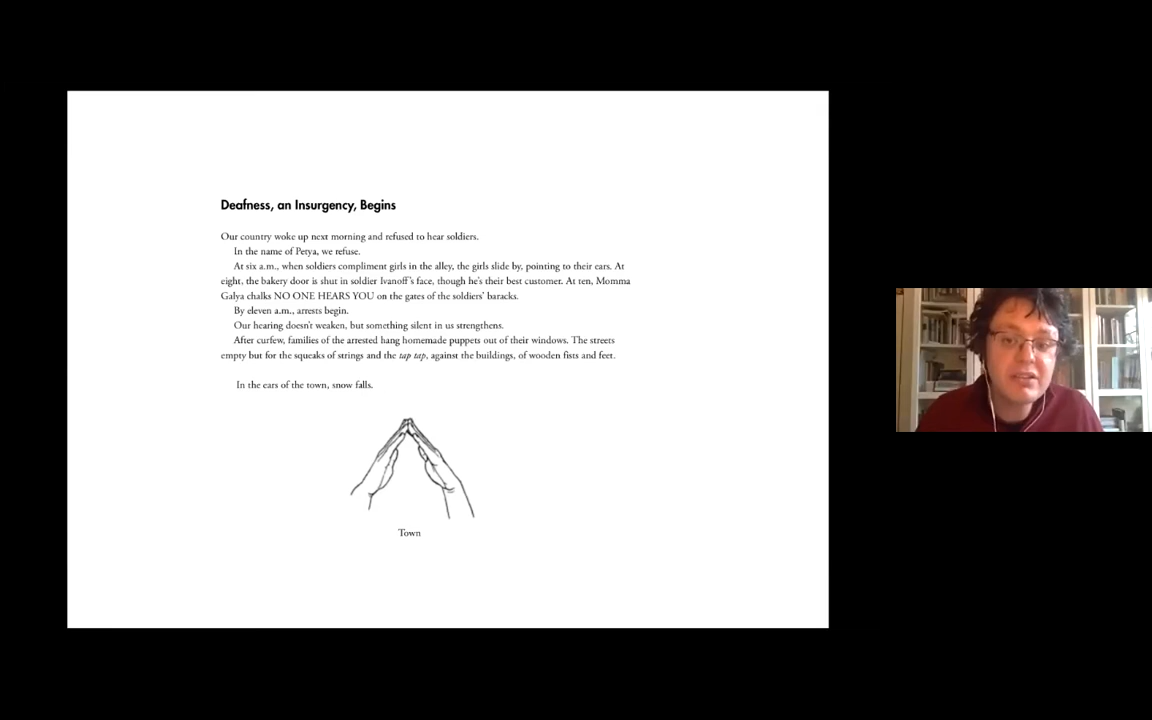 Deafness, an Insurgency, Begins
Our country woke up next morning and refused to hear soldiers.
In the name of Petya, we refuse.
At six a.m., when soldiers compliment girls in the alley, the girls slide by, pointing to their ears. At
eight, the bakery door is shut in soldier Ivanoff's face, though he's their best customer. At ten, Momma
Galya chalks NO ONE HEARS YOU on the gates of the soldiers' baracks.
By eleven a.m., arrests begin.
Our hearing doesn't weaken, but something silent in us strengthens.
After curfew, families of the arrested hang homemade puppets out of their windows. The streets
empty but for the squeaks of strings and the tap tap, against the buildings, of wooden fists and feet.
In the ears of the town, snow falls.
Town